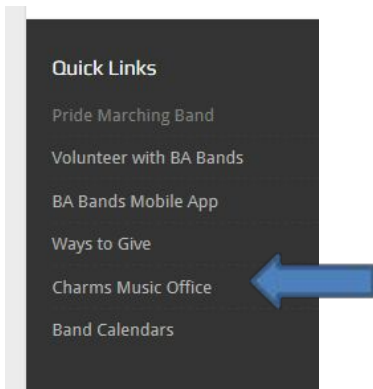 Quick Links
Pride Marching Band
Volunteer with BA Bands
BA Bands Mobile App
Ways to Give
Charms Music Office
Band Calendars